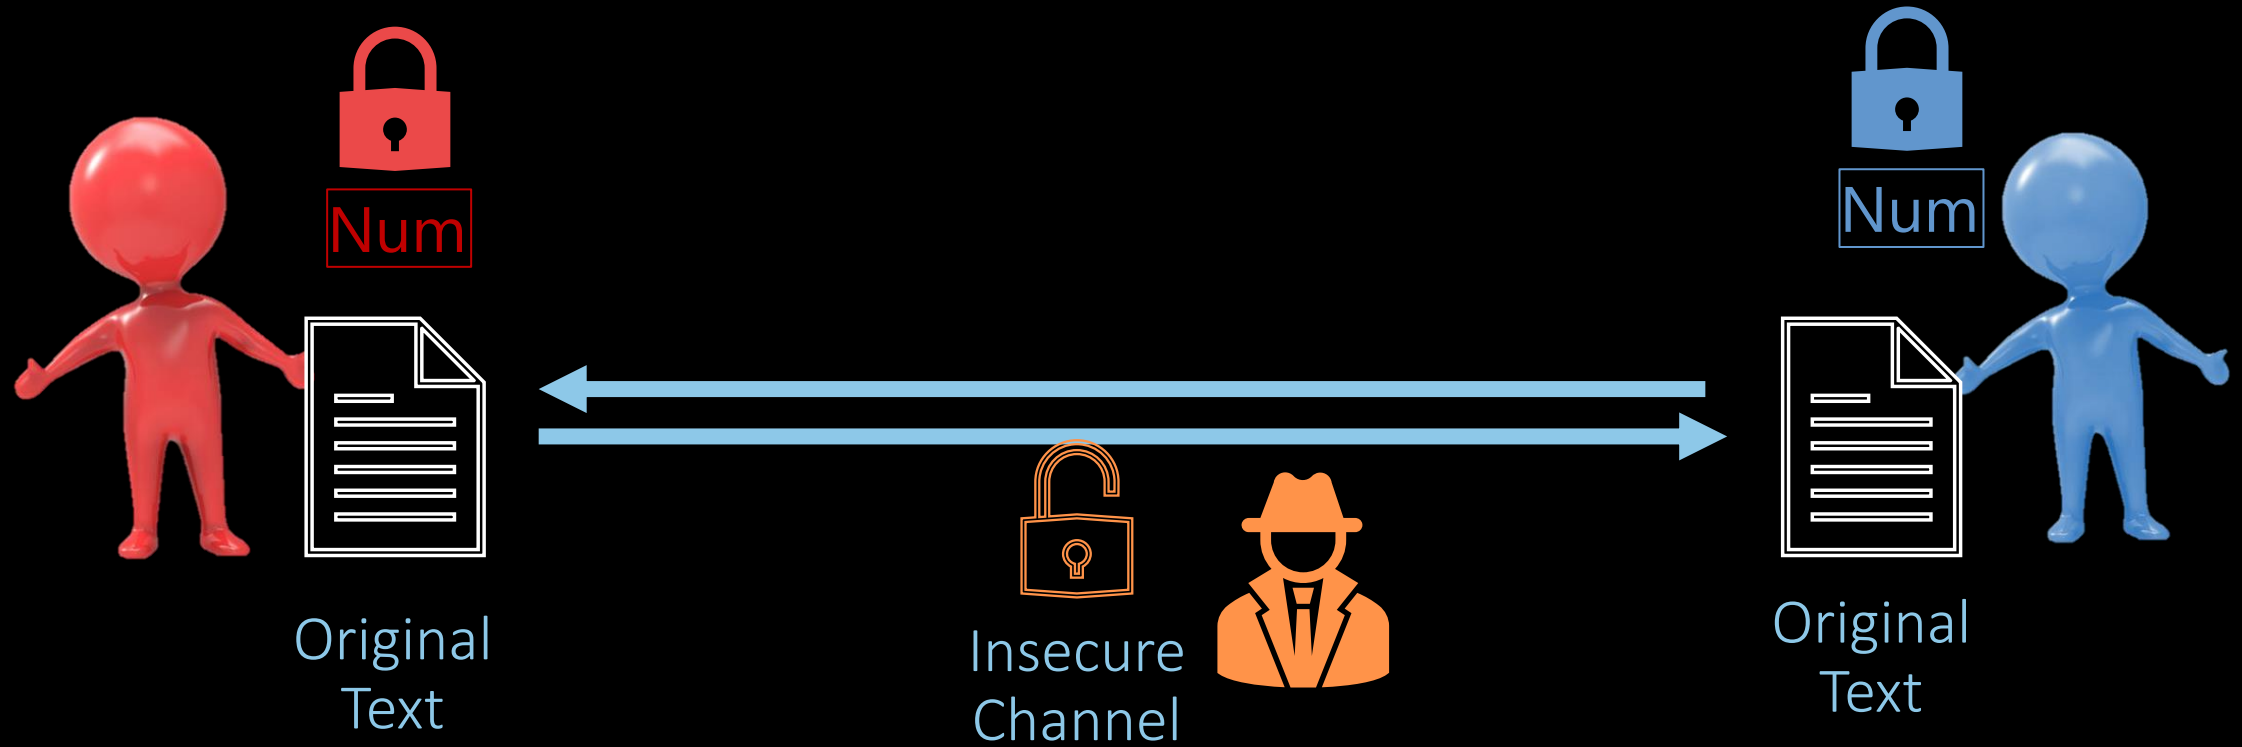 Num
Num
Original
Text
Insecure
Channel
Original
Text